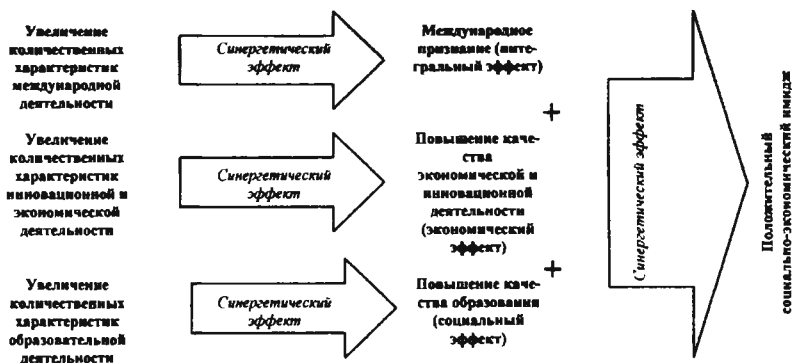 Увеличение
количественных
характеристик
международной
деятельности
Синергетический
эффект
Международное
признание (инте-
гральный эффект)
+
Увеличение
количественных
характеристик
инновационной и
экономической
деятельности
Синергетический
эффект
Повышение каче-
ства
экономической и
инновационной
деятельности
(экономический
эффект)
+
Увеличение
количественных
характеристик
образовательной
деятельности
Синергетический
эффект
Повышение каче-
ства образования
(социальный
эффект)
Синергетический эффект
Положительный
социально-экономический имидж